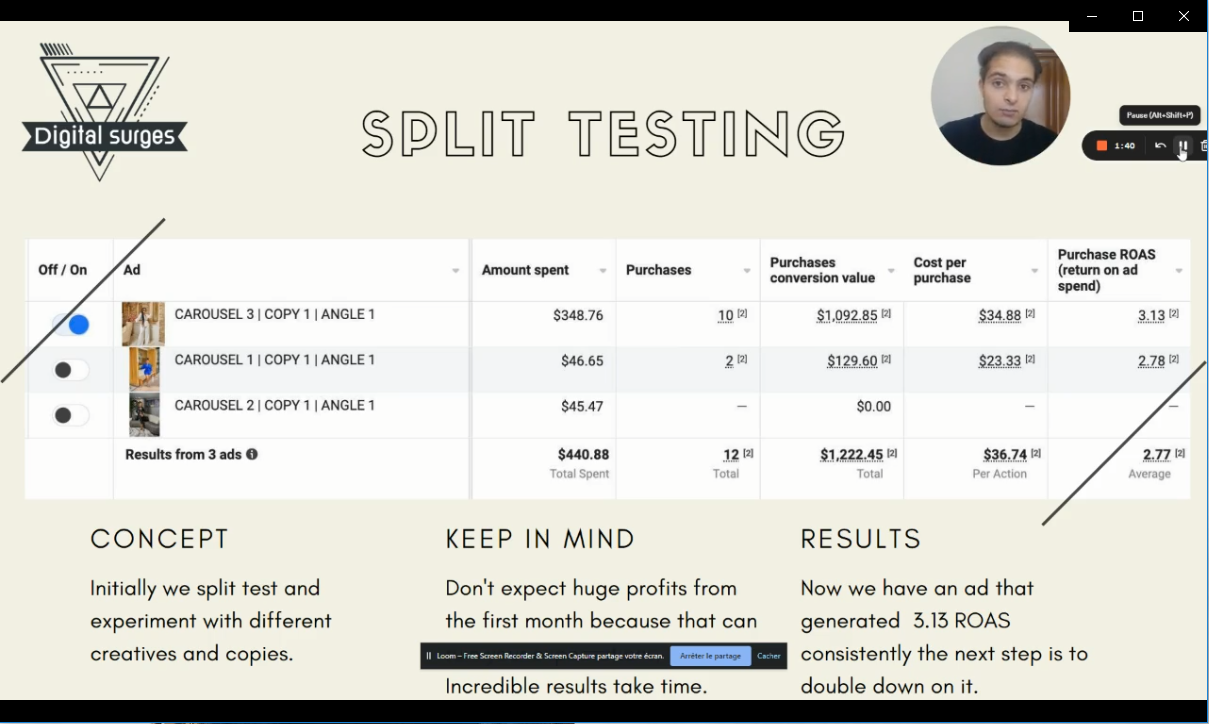 Digital surges
SPLIT TESTING
Pause (Alt+Shift+P)
1:40
Off / On
Ad
Amount spent
Purchases
Purchases
conversion value
Cost per
purchase
Purchase ROAS
(return on ad
spend)
CAROUSEL 3 | COPY 1 | ANGLE 1 $348.76 10 [2] $1,092.85 [2] $34.88 [2] 3.13 [2]
CAROUSEL 1 | COPY 1 | ANGLE 1 $46.65 2 [2] $129.60 [2] $23.33 [2] 2.78 [2]
CAROUSEL 2 | COPY 1 | ANGLE 1 $45.47 — $0.00 — —
Results from 3 ads $440.88 12 [2] $1,222.45 [2] $36.74 [2] 2.77 [2]
Total Spent Total Total Per Action Average
CONCEPT
Initially we split test and
experiment with different
creatives and copies.
KEEP IN MIND
Don't expect huge profits from
the first month because that can
Loom – Free Screen Recorder & Screen Capture partage votre écran. Arrêter le partage Cacher
Incredible results take time.
RESULTS
Now we have an ad that
generated 3.13 ROAS
consistently the next step is to
double down on it.